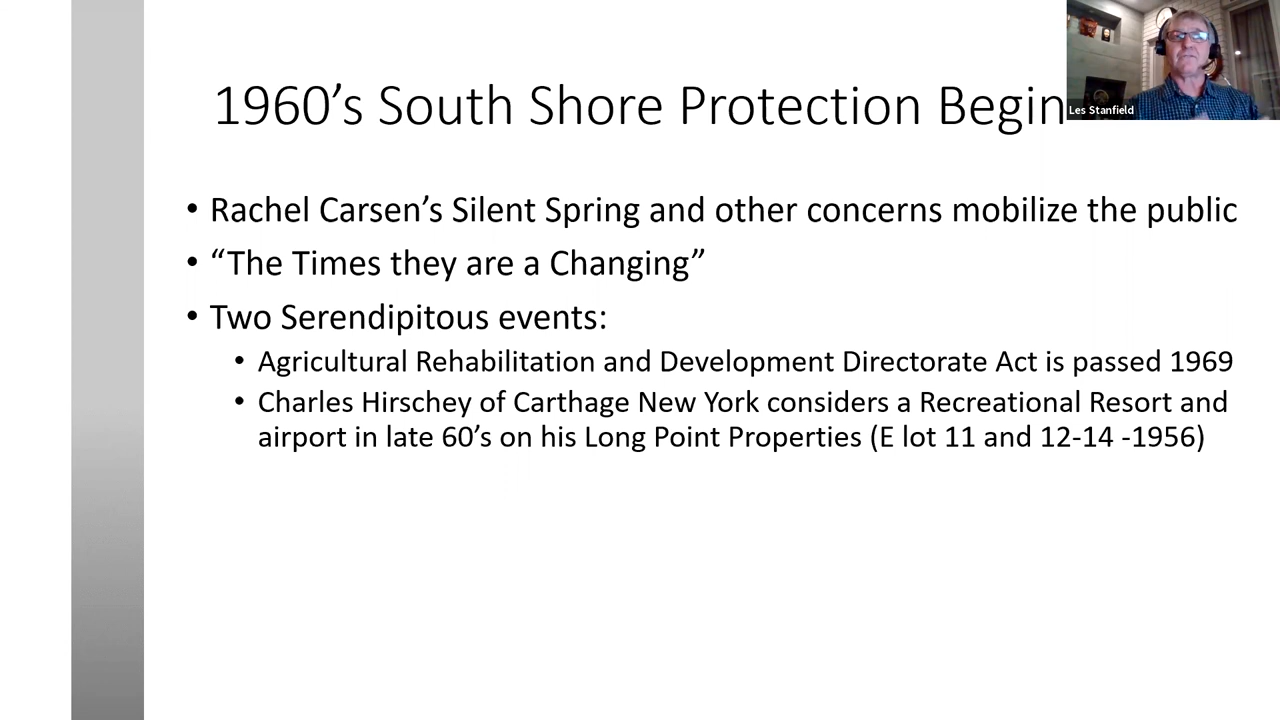 1960’s South Shore Protection Begin
Les Stanfield
• Rachel Carsen’s Silent Spring and other concerns mobilize the public
• “The Times they are a Changing”
• Two Serendipitous events:
• Agricultural Rehabilitation and Development Directorate Act is passed 1969
• Charles Hirschey of Carthage New York considers a Recreational Resort and
airport in late 60’s on his Long Point Properties (E lot 11 and 12-14 -1956)